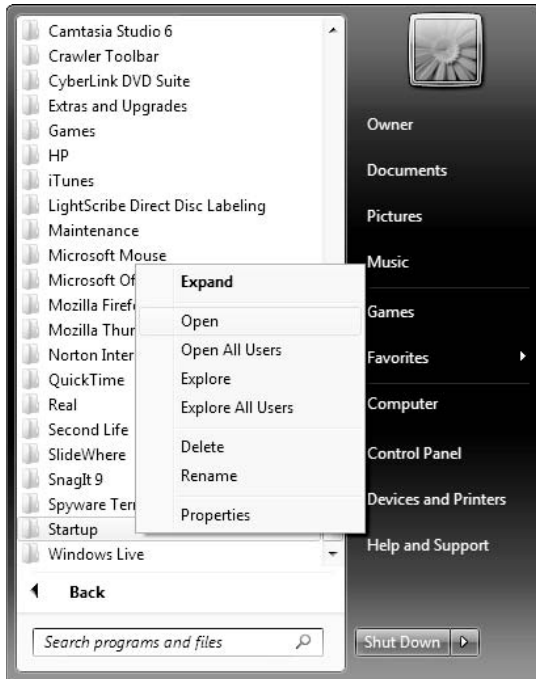 Camtasia Studio 6
Crawler Toolbar
CyberLink DVD Suite
Extras and Upgrades
Games
HP
iTunes
LightScribe Direct Disc Labeling
Maintenance
Microsoft Mouse
Microsoft Of
Mozilla Firef
Mozilla Thur
Norton Inter
QuickTime
Real
Second Life
SlideWhere
SnagIt 9
Spyware Ter
Startup
Windows Live
Back
Search programs and files
Expand
Open
Open All Users
Explore
Explore All Users
Delete
Rename
Properties
Owner
Documents
Pictures
Music
Games
Favorites
Computer
Control Panel
Devices and Printers
Help and Support
Shut Down